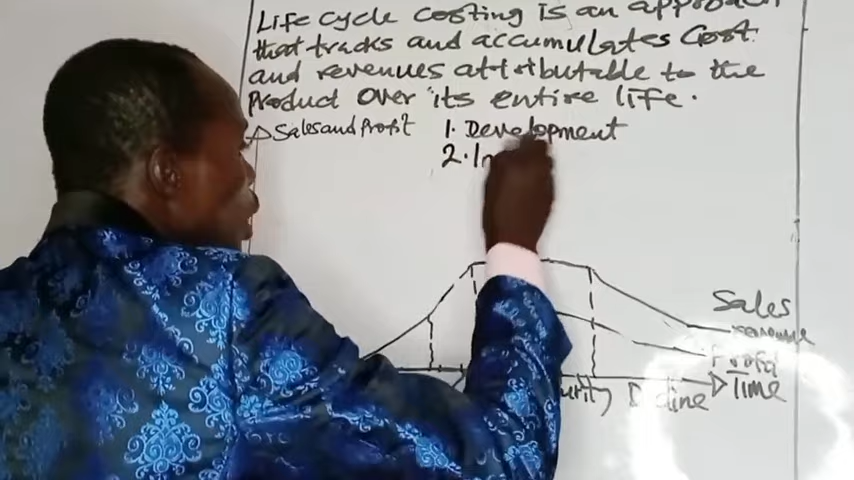 Life cycle costing is an approach
that tracks and accumulates cost
and revenues attributable to the
product over its entire life.
Sales and Profit
1. Development
2. In
Sales
revenue
Profit
Decline
Time